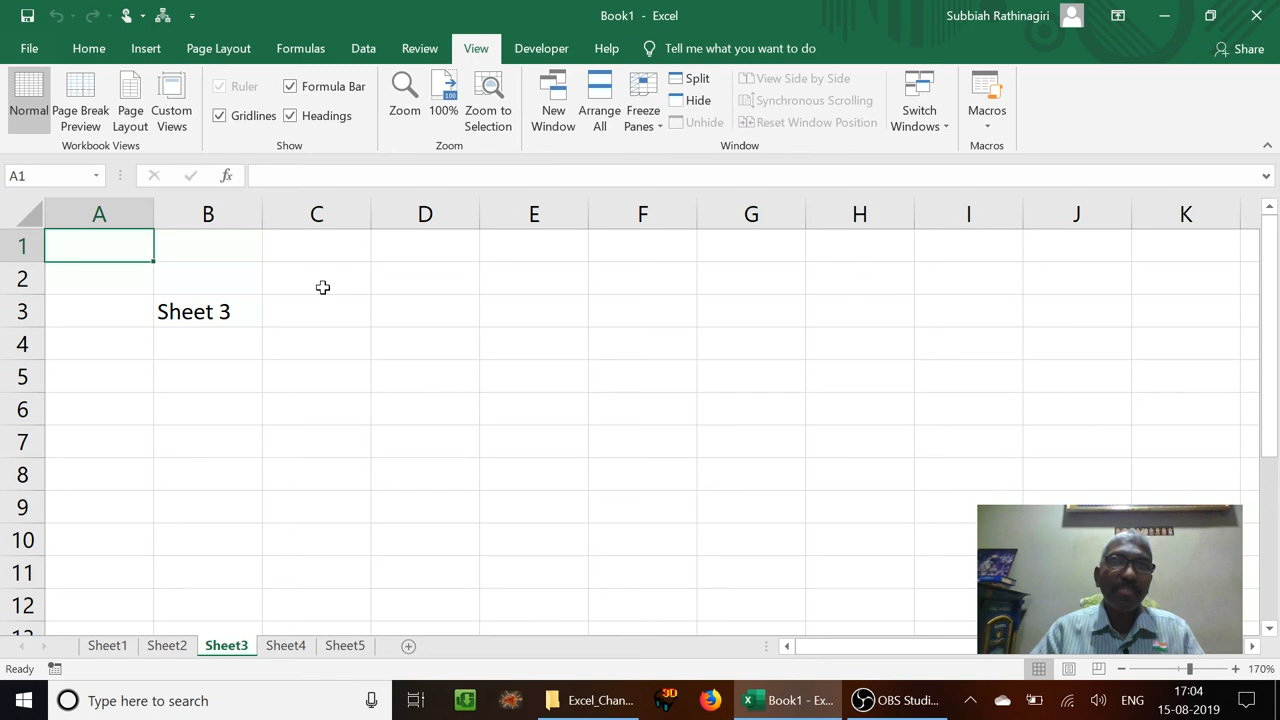 Book1 - Excel
Subbiah Rathinagiri
File Home Insert Page Layout Formulas Data Review View Developer Help Tell me what you want to do Share
Normal
Page Break Preview
Page Layout
Custom Views
Workbook Views
Ruler
Formula Bar
Gridlines
Headings
Show
Zoom
100
100%
Zoom to Selection
Zoom
New Window
Arrange All
Freeze Panes
Split
Hide
Unhide
View Side by Side
Synchronous Scrolling
Reset Window Position
Switch Windows
Window
Macros
Macros
A1 fx
A B C D E F G H I J K
1
2
3 Sheet 3
4
5
6
7
8
9
10
11
12
13
Sheet1 Sheet2 Sheet3 Sheet4 Sheet5
Ready 170%
Type here to search 3D Excel_Chan... Book1 - Exc... OBS Studi... ENG 17:04
15-08-2019